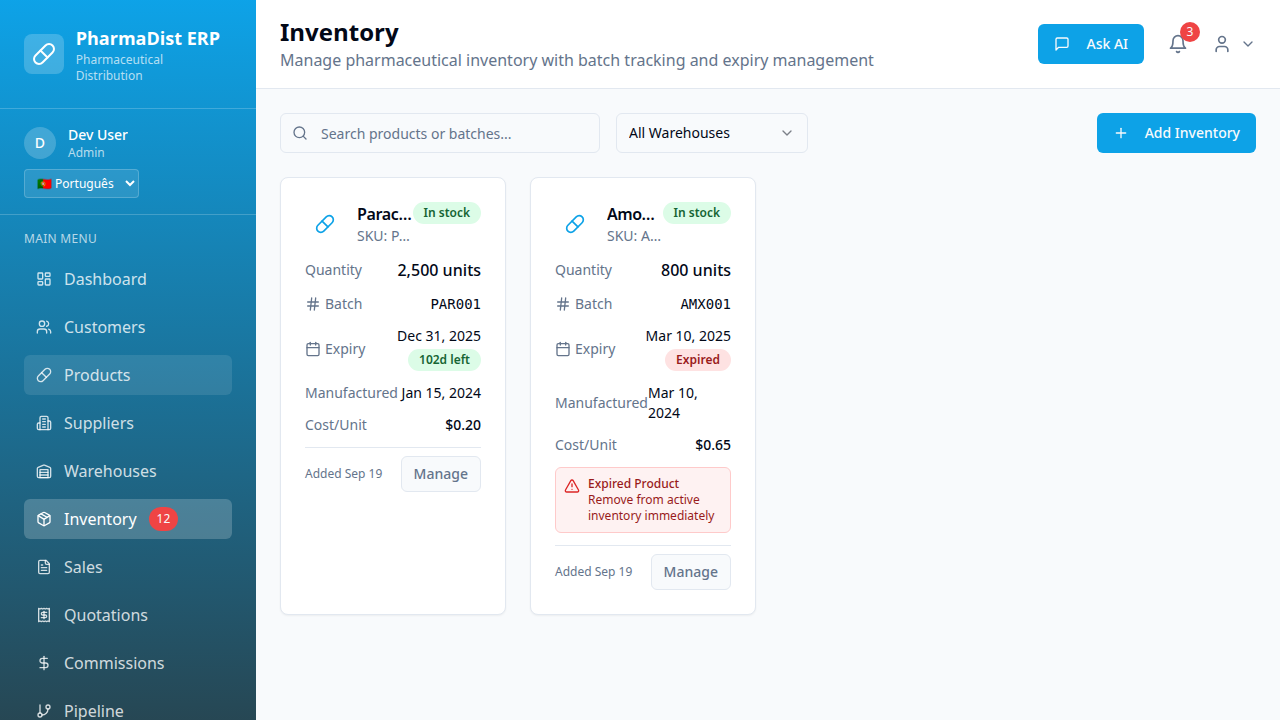 PharmaDist ERP
Pharmaceutical
Distribution
D
Dev User
Admin
Português
MAIN MENU
Dashboard
Customers
Products
Suppliers
Warehouses
Inventory 12
Sales
Quotations
Commissions
Pipeline
Inventory
Manage pharmaceutical inventory with batch tracking and expiry management
Ask AI
3
Search products or batches...
All Warehouses
Add Inventory
Parac... In stock
SKU: P...
Quantity 2,500 units
Batch PAR001
Expiry Dec 31, 2025
102d left
Manufactured Jan 15, 2024
Cost/Unit $0.20
Added Sep 19 Manage
Amo... In stock
SKU: A...
Quantity 800 units
Batch AMX001
Expiry Mar 10, 2025
Expired
Manufactured Mar 10,
2024
Cost/Unit $0.65
Expired Product
Remove from active
inventory immediately
Added Sep 19 Manage